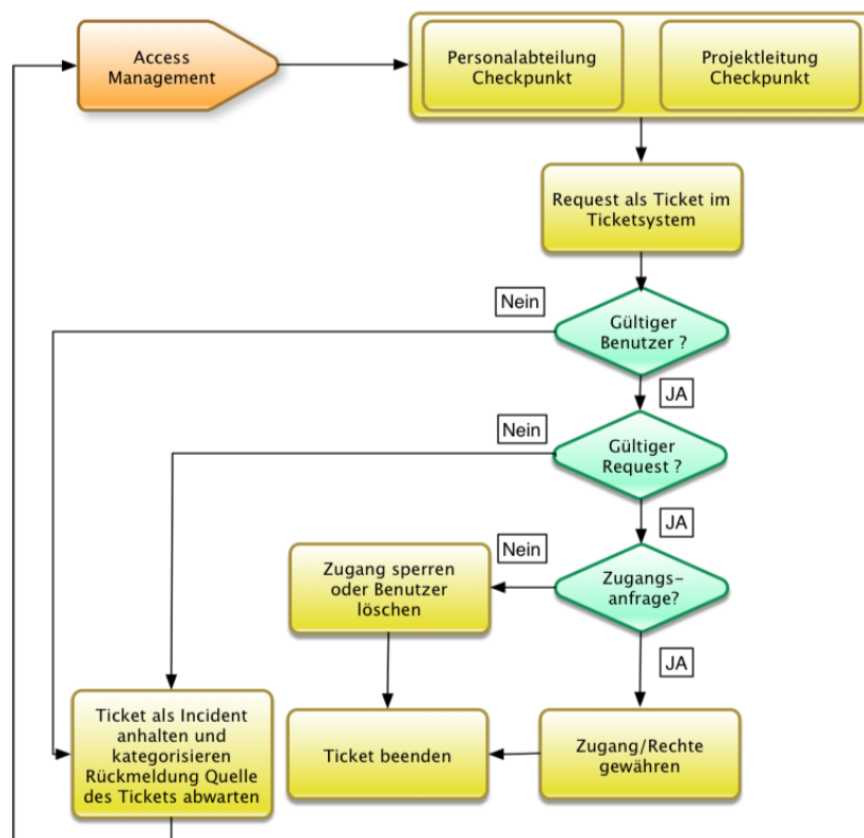 Access
Management
Personalabteilung
Checkpunkt
Projektleitung
Checkpunkt
Request als Ticket im
Ticketsystem
Nein
Gültiger
Benutzer ?
JA
Nein
Gültiger
Request ?
JA
Nein
Zugang sperren
oder Benutzer
löschen
Zugangs-
anfrage?
JA
Ticket als Incident
anhalten und
kategorisieren
Rückmeldung Quelle
des Tickets abwarten
Ticket beenden
Zugang/Rechte
gewähren